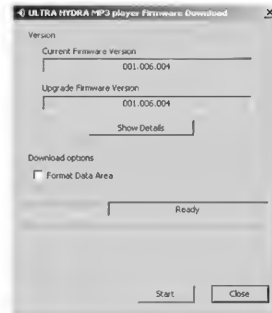 ULTRA HYDRA MP3 player Firmware Download
Version
Current Firmware Version
001.006.004
Upgrade Firmware Version
001.006.004
Show Details
Download options
Format Data Area
Ready
Start
Close